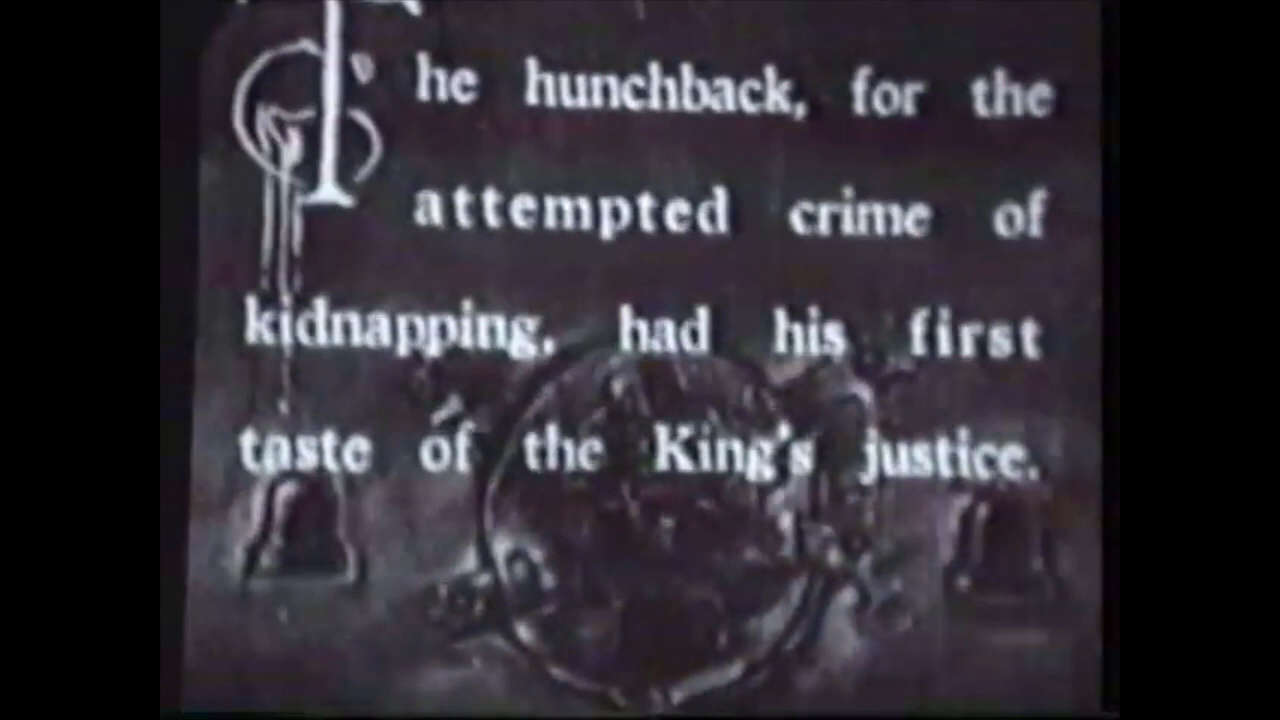 The hunchback, for the
attempted crime of
kidnapping, had his first
taste of the King's justice.